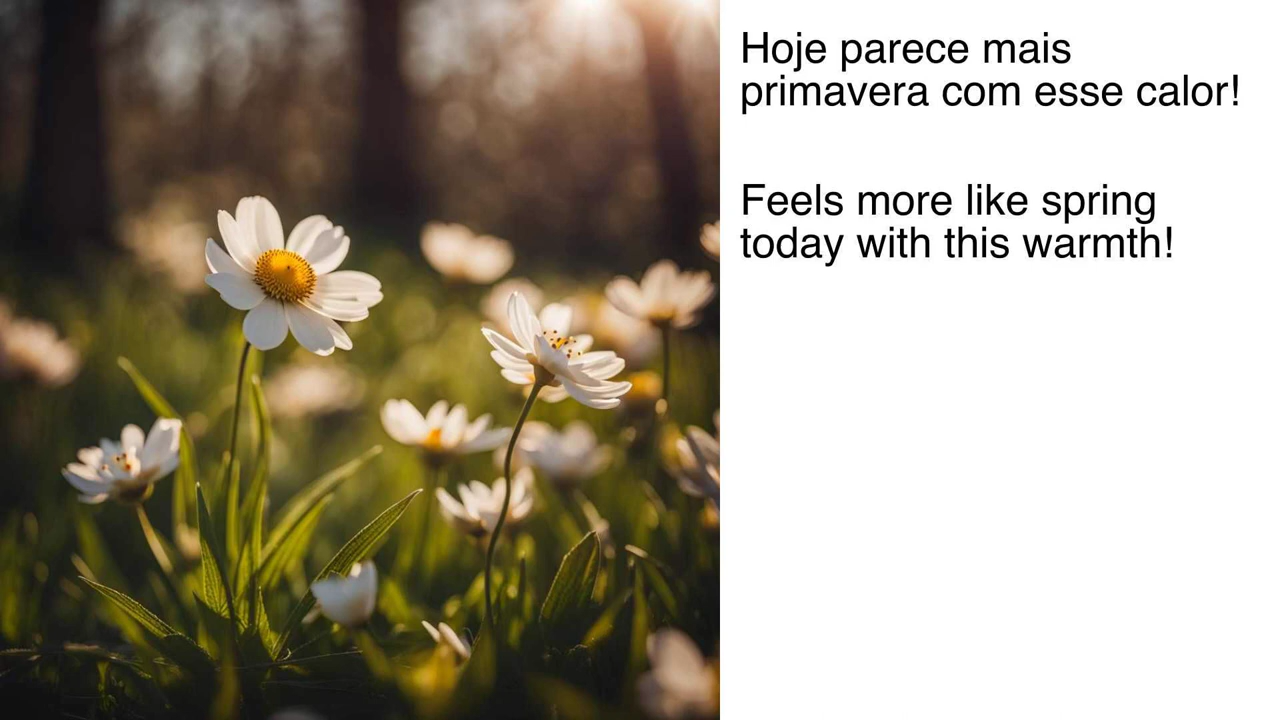 Hoje parece mais
primavera com esse calor!
Feels more like spring
today with this warmth!